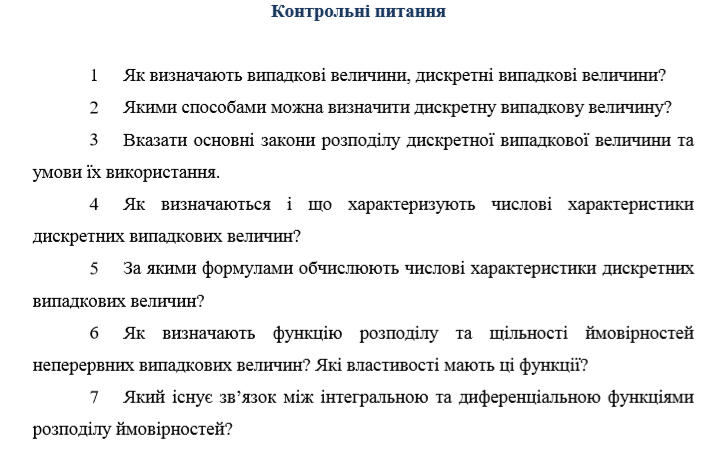 Контрольні питання
1 Як визначають випадкові величини, дискретні випадкові величини?
2 Якими способами можна визначити дискретну випадкову величину?
3 Вказати основні закони розподілу дискретної випадкової величини та
умови їх використання.
4 Як визначаються і що характеризують числові характеристики
дискретних випадкових величин?
5 За якими формулами обчислюють числові характеристики дискретних
випадкових величин?
6 Як визначають функцію розподілу та щільності ймовірностей
неперервних випадкових величин? Які властивості мають ці функції?
7 Який існує зв’язок між інтегральною та диференціальною функціями
розподілу ймовірностей?